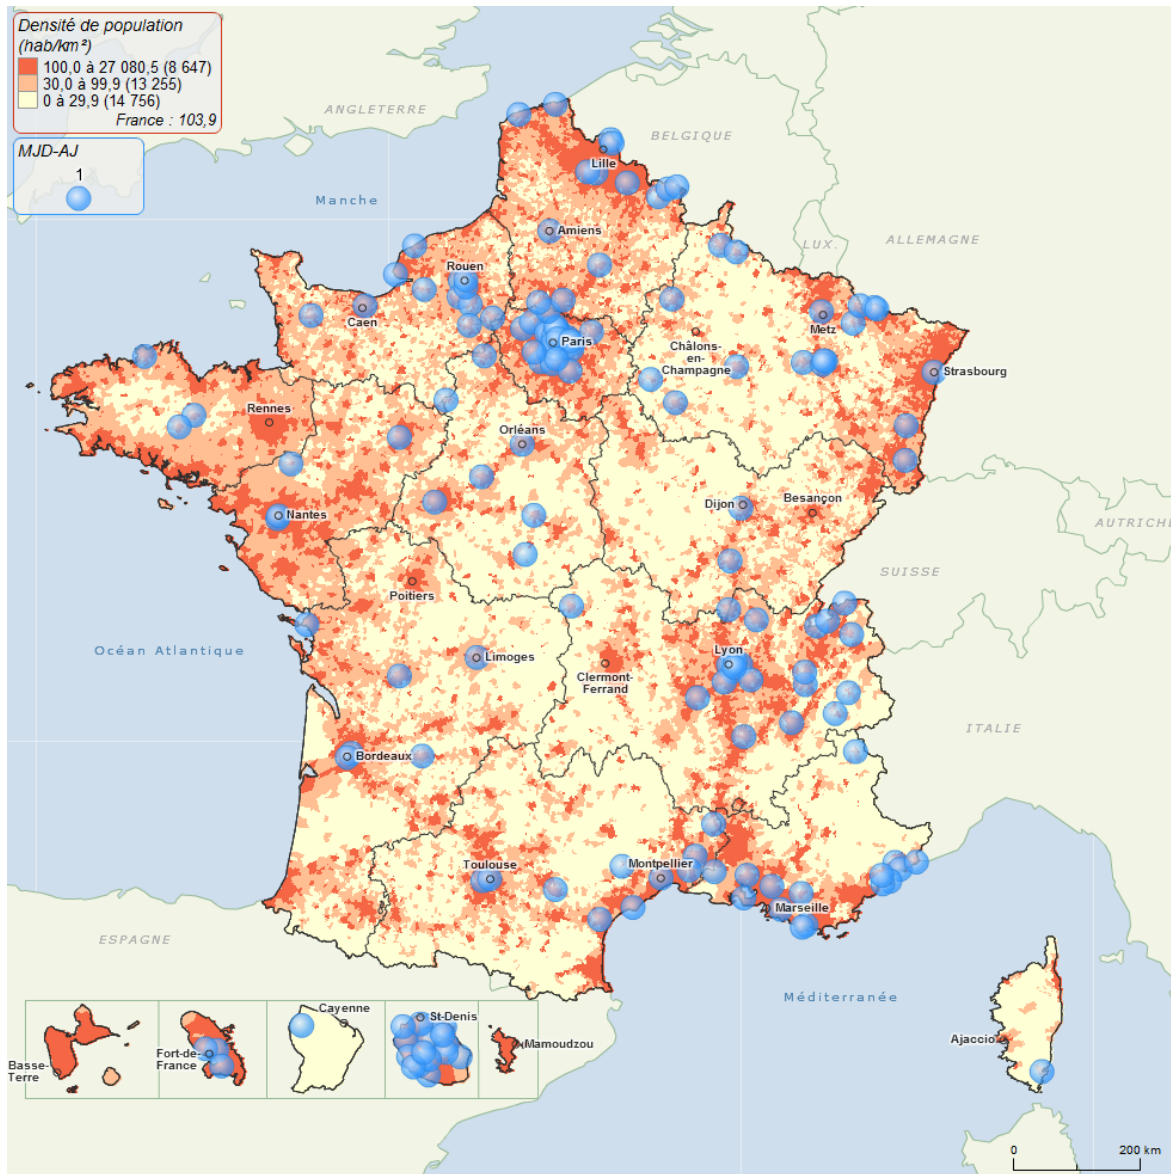 Densité de population
(hab/km²)
100,0 à 27 080,5 (8 647)
30,0 à 99,9 (13 255)
0 à 29,9 (14 756)
France : 103,9
MJD-AJ
1
ANGLETERRE
BELGIQUE
Lille
Manche
LUX.
ALLEMAGNE
Amiens
Rouen
Caen
Metz
Paris
Châlons-
en-
Champagne
Strasbourg
Rennes
Orléans
Nantes
Dijon
Besançon
AUTRICHE
SUISSE
Poitiers
Océan Atlantique
Limoges
Clermont-
Ferrand
Lyon
ITALIE
Bordeaux
Toulouse
Montpellier
Marseille
ESPAGNE
Méditerranée
Cayenne
St-Denis
Mamoudzou
Fort-de-
France
Basse-
Terre
Ajaccio
0
200 km